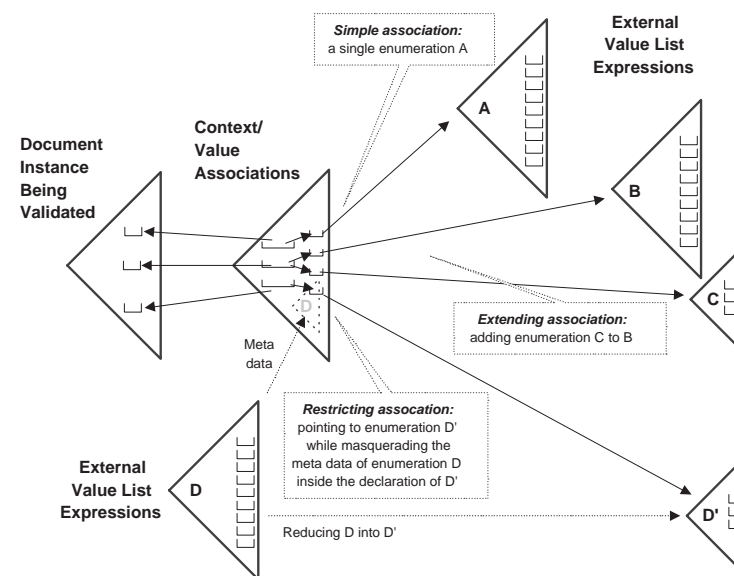 Simple association:
a single enumeration A
External
Value List
Expressions
A
Context/
Value
Associations
Document
Instance
Being
Validated
B
C
D
Extending association:
adding enumeration C to B
Meta
data
Restricting assocation:
pointing to enumeration D'
while masquerading the
meta data of enumeration D
inside the declaration of D'
External
Value List
Expressions
D
D'
Reducing D into D'